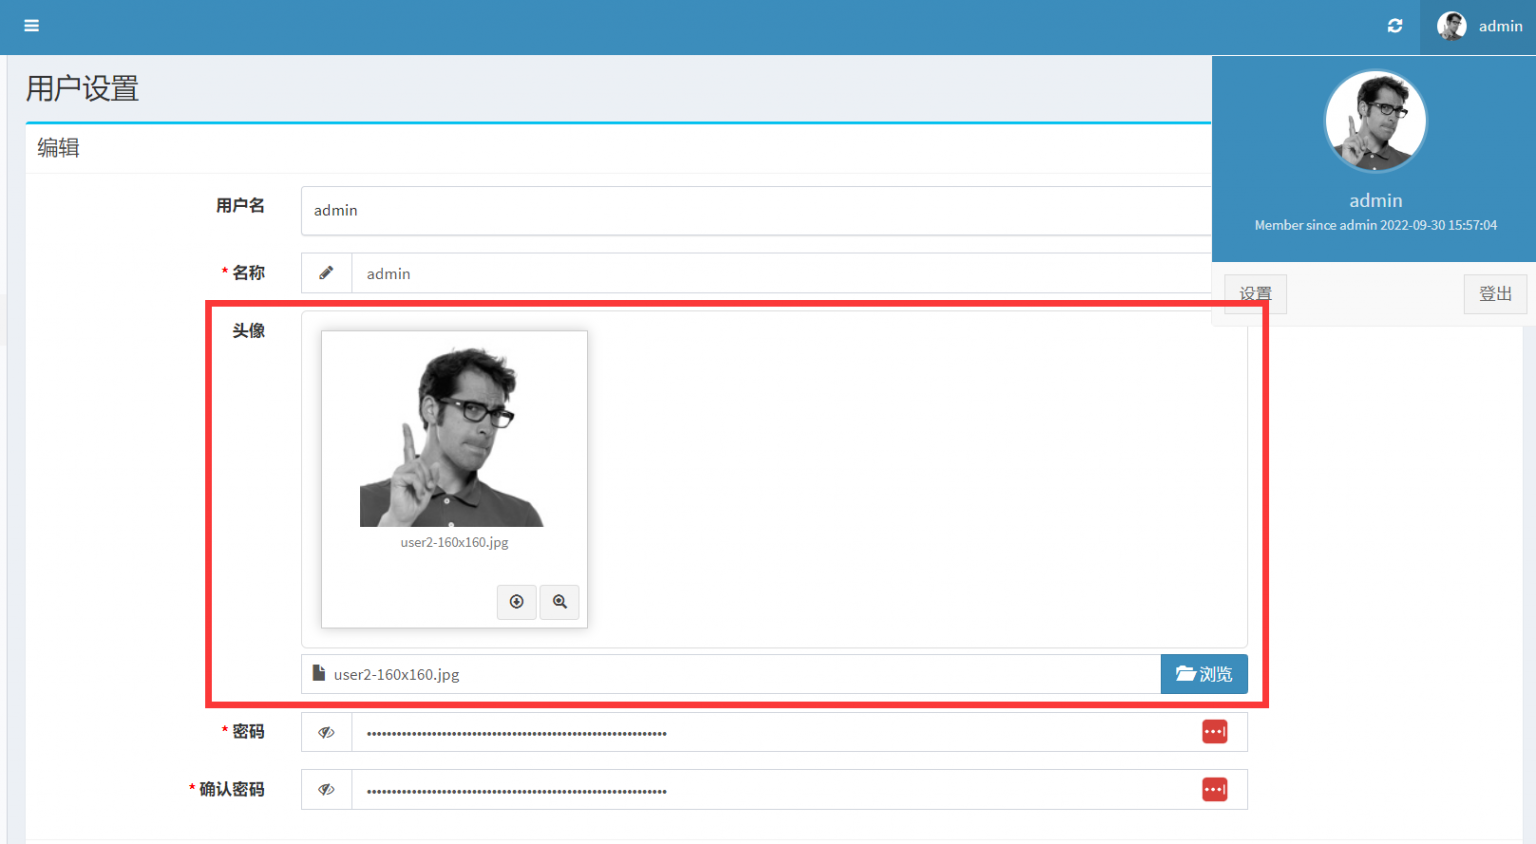 admin
用户设置
admin
Member since admin 2022-09-30 15:57:04
设置
登出
编辑
用户名
admin
* 名称
admin
头像
user2-160x160.jpg
user2-160x160.jpg
浏览
* 密码
* 确认密码